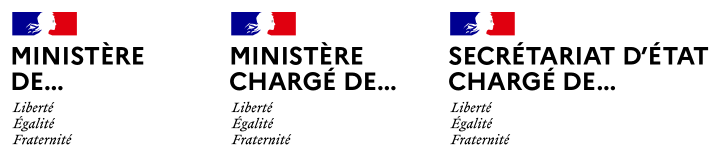 MINISTÈRE
DE...
Liberté
Égalité
Fraternité
MINISTÈRE
CHARGÉ DE...
Liberté
Égalité
Fraternité
SECRÉTARIAT D'ÉTAT
CHARGÉ DE...
Liberté
Égalité
Fraternité